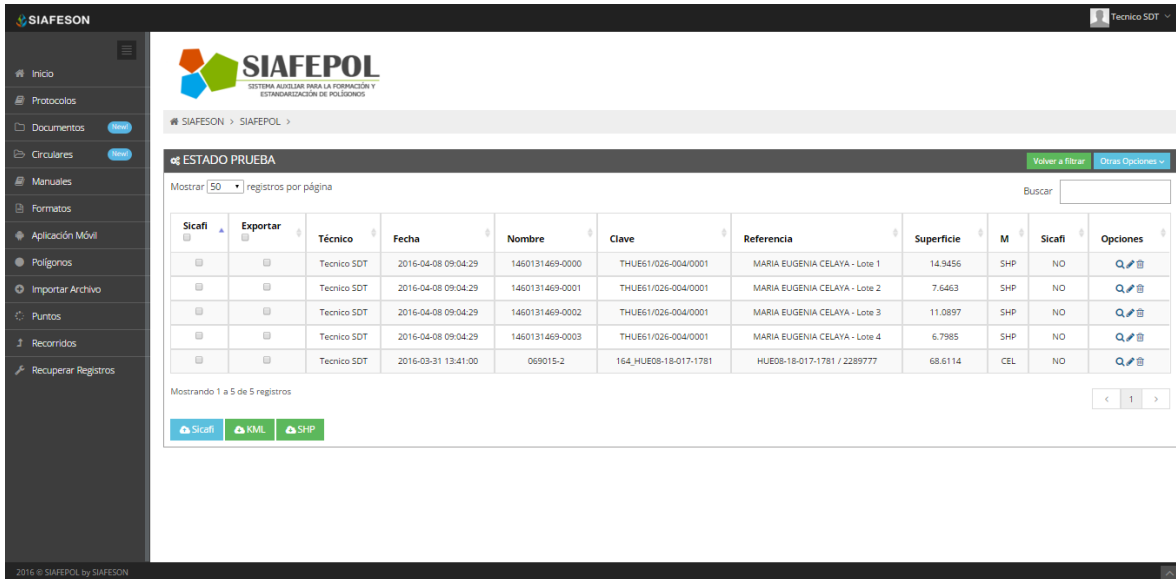 SIAFESON
Tecnico SDT
Inicio
Protocolos
Documentos New!
Circulares New!
Manuales
Formatos
Aplicación Móvil
Polígonos
Importar Archivo
Puntos
Recorridos
Recuperar Registros
SIAFEPOL
SISTEMA AUXILIAR PARA LA FORMACIÓN Y
ESTANDARIZACIÓN DE POLÍGONOS
SIAFESON > SIAFEPOL >
ESTADO PRUEBA
Volver a filtrar Otras Opciones
Mostrar 50 registros por página
Buscar
Sicafi Exportar Técnico Fecha Nombre Clave Referencia Superficie M Sicafi Opciones
Tecnico SDT 2016-04-08 09:04:29 1460131469-0000 THUE61/026-004/0001 MARIA EUGENIA CELAYA - Lote 1 14.9456 SHP NO
Tecnico SDT 2016-04-08 09:04:29 1460131469-0001 THUE61/026-004/0001 MARIA EUGENIA CELAYA - Lote 2 7.6463 SHP NO
Tecnico SDT 2016-04-08 09:04:29 1460131469-0002 THUE61/026-004/0001 MARIA EUGENIA CELAYA - Lote 3 11.0897 SHP NO
Tecnico SDT 2016-04-08 09:04:29 1460131469-0003 THUE61/026-004/0001 MARIA EUGENIA CELAYA - Lote 4 6.7985 SHP NO
Tecnico SDT 2016-03-31 13:41:00 069015-2 164_HUE08-18-017-1781 HUE08-18-017-1781 / 2289777 68.6114 CEL NO
Mostrando 1 a 5 de 5 registros
< 1 >
Sicafi KML SHP
2016 © SIAFEPOL by SIAFESON